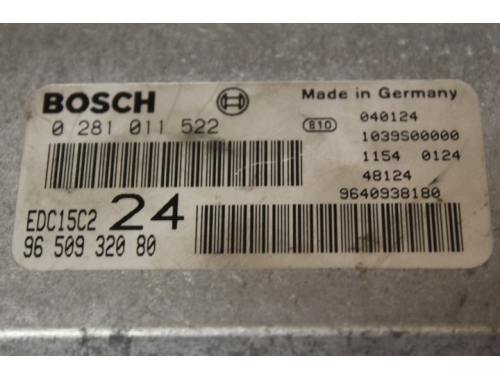 BOSCH
Made in Germany
0 281 011 522
810
040124
1039S00000
1154 0124
48124
9640938180
EDC15C2 24
96 509 320 80